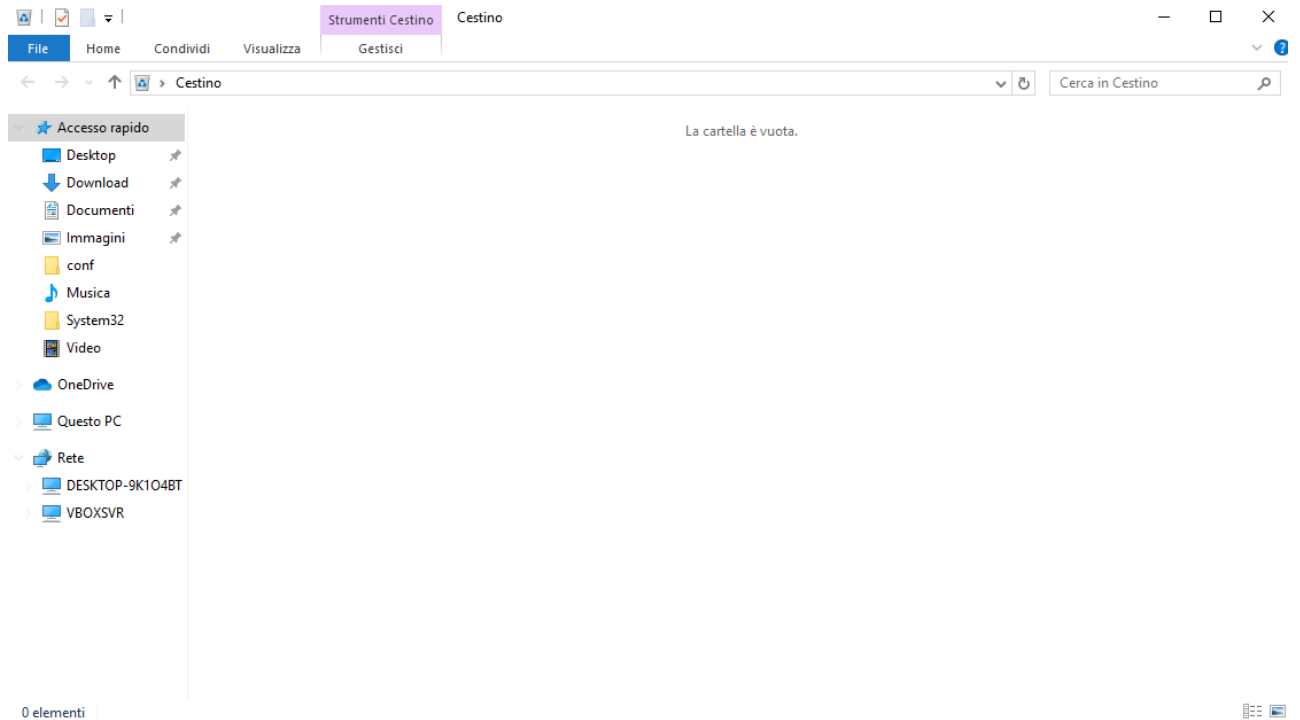 Strumenti Cestino Cestino
File Home Condividi Visualizza Gestisci
Cestino Cerca in Cestino
Accesso rapido
La cartella è vuota.
Desktop
Download
Documenti
Immagini
conf
Musica
System32
Video
OneDrive
Questo PC
Rete
DESKTOP-9K1O4BT
VBOXSVR
0 elementi